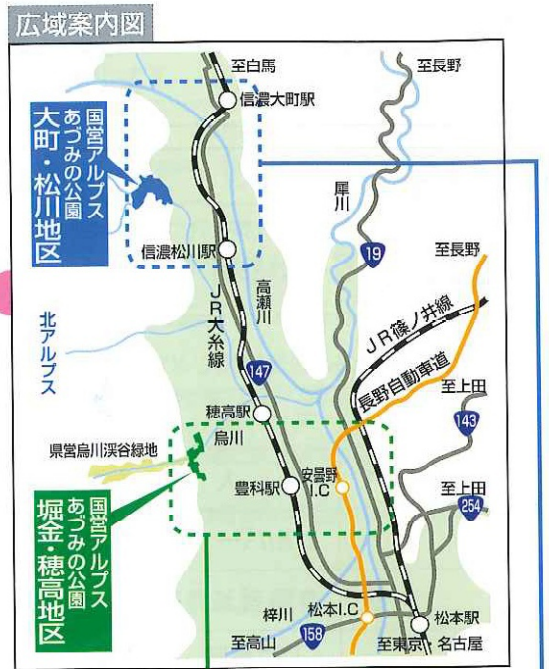 広域案内図
至白馬
至長野
信濃大町駅
国営アルプス
あづみの公園
大町・松川地区
犀川
信濃松川駅
19
至長野
高瀬川
JR大糸線
JR篠ノ井線
北アルプス
長野自動車道
147
至上田
143
穂高駅
烏川
県営烏川渓谷緑地
安曇野
I.C
豊科駅
至上田
254
国営アルプス
あづみの公園
堀金・穂高地区
梓川
松本I.C
松本駅
至高山
158
至東京・名古屋